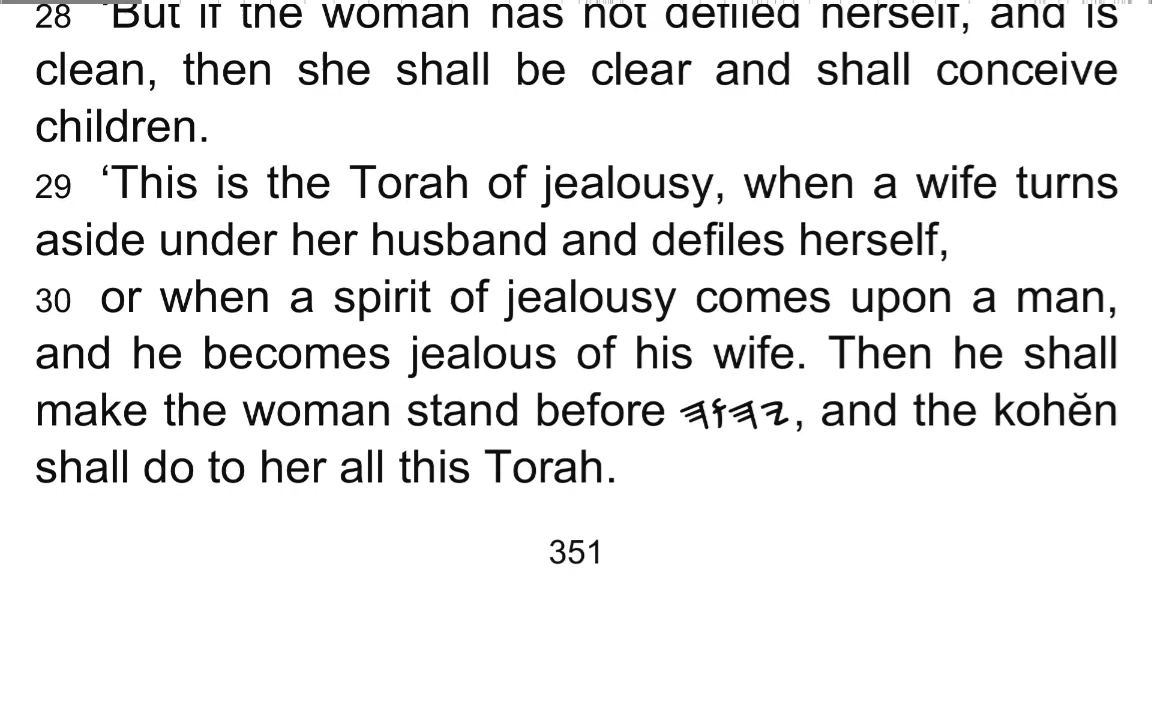 28 ‘But if the woman has not defiled herself, and is
clean, then she shall be clear and shall conceive
children.
29 ‘This is the Torah of jealousy, when a wife turns
aside under her husband and defiles herself,
30 or when a spirit of jealousy comes upon a man,
and he becomes jealous of his wife. Then he shall
make the woman stand before 𐤉𐤄𐤅𐤄, and the kohĕn
shall do to her all this Torah.
351